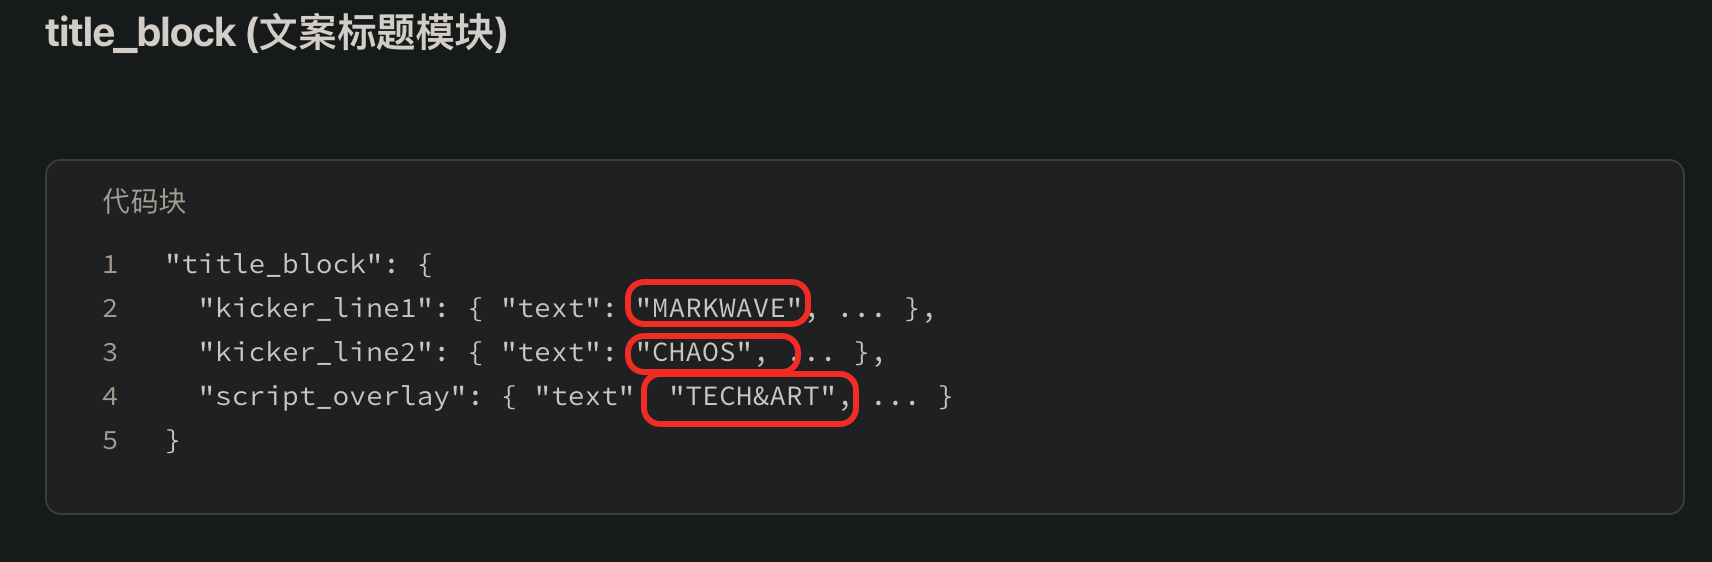 title_block (文案标题模块)
代码块
1 "title_block": {
2 "kicker_line1": { "text": "MARKWAVE", ... },
3 "kicker_line2": { "text": "CHAOS", ... },
4 "script_overlay": { "text" "TECH&ART", ... }
5 }